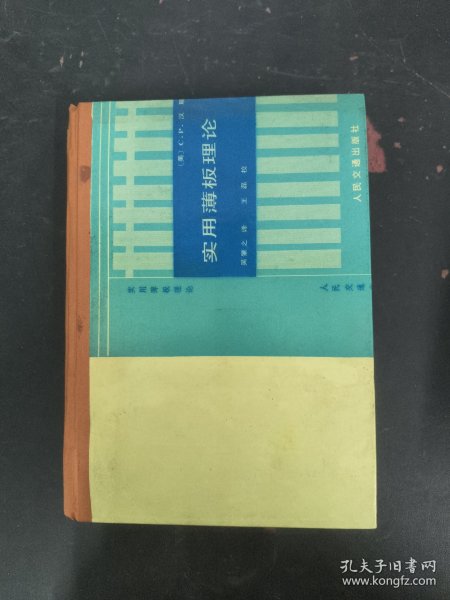 〔美〕C·P·汉
实用薄板理论
吴肇之 译 王磊 校
人民交通出版社
实用薄板理论
人民交通
孔夫子旧书网
www.kongfz.com